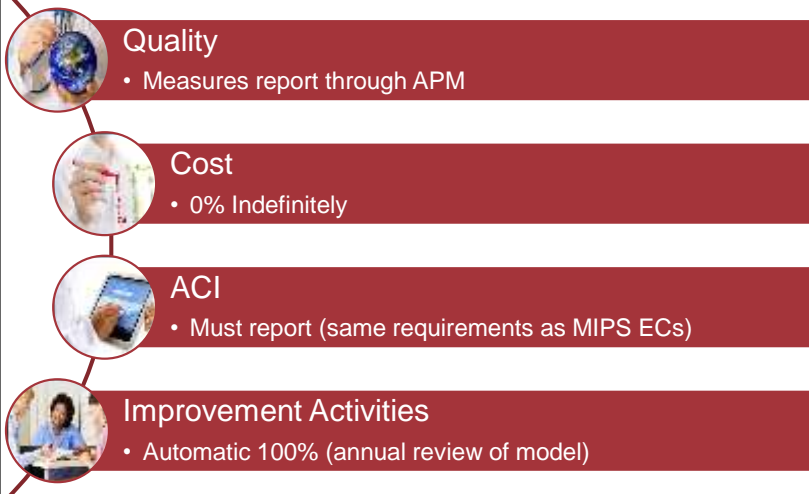 Quality
• Measures report through APM
Cost
• 0% Indefinitely
ACI
• Must report (same requirements as MIPS ECs)
Improvement Activities
• Automatic 100% (annual review of model)